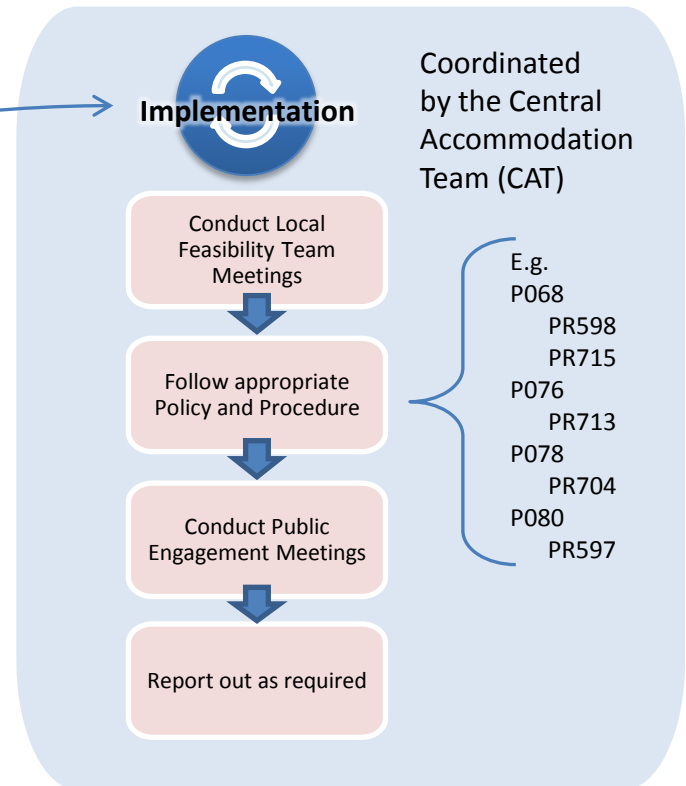 Implementation
Coordinated
by the Central
Accommodation
Team (CAT)
Conduct Local
Feasibility Team
Meetings
Follow appropriate
Policy and Procedure
Conduct Public
Engagement Meetings
Report out as required
E.g.
P068
PR598
PR715
P076
PR713
P078
PR704
P080
PR597